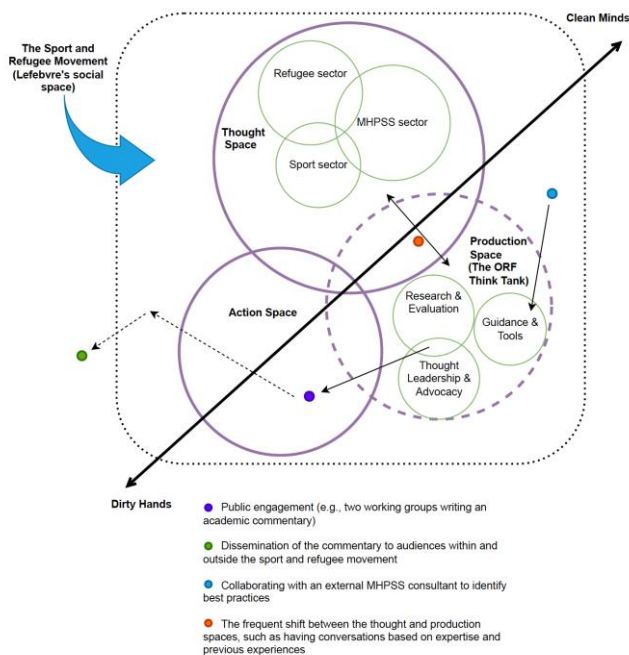 Clean Minds
The Sport and
Refugee Movement
(Lefebvre's social
space)
Refugee sector
MHPSS sector
Thought
Space
Sport sector
Production
Space
(The ORF
Think Tank)
Action Space
Research &
Evaluation
Guidance &
Tools
Thought
Leadership &
Advocacy
Dirty Hands
Public engagement (e.g., two working groups writing an
academic commentary)
Dissemination of the commentary to audiences within and
outside the sport and refugee movement
Collaborating with an external MHPSS consultant to identify
best practices
The frequent shift between the thought and production
spaces, such as having conversations based on expertise and
previous experiences